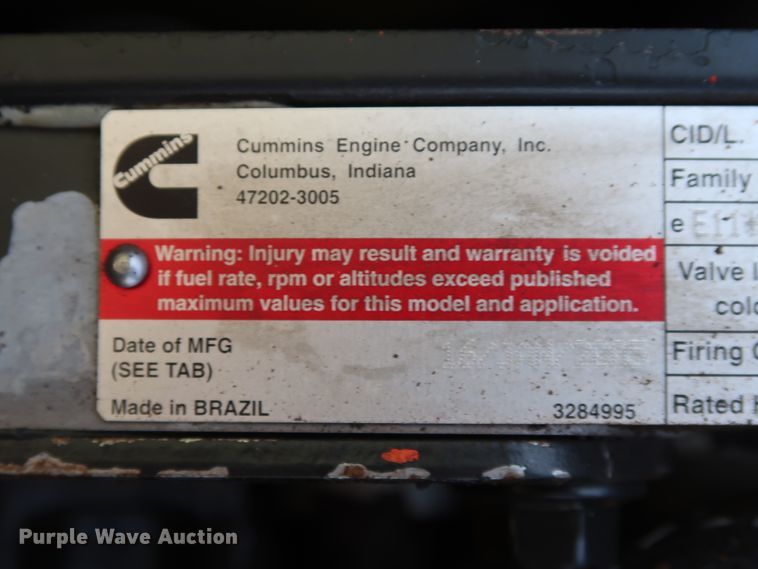 Cummins
Cummins Engine Company, Inc.
Columbus, Indiana
47202-3005
Warning: Injury may result and warranty is voided
if fuel rate, rpm or altitudes exceed published
maximum values for this model and application.
Date of MFG
(SEE TAB)
Made in BRAZIL
3284995
CID/L.
Family
e
Valve
Firing
Rated
Purple Wave Auction